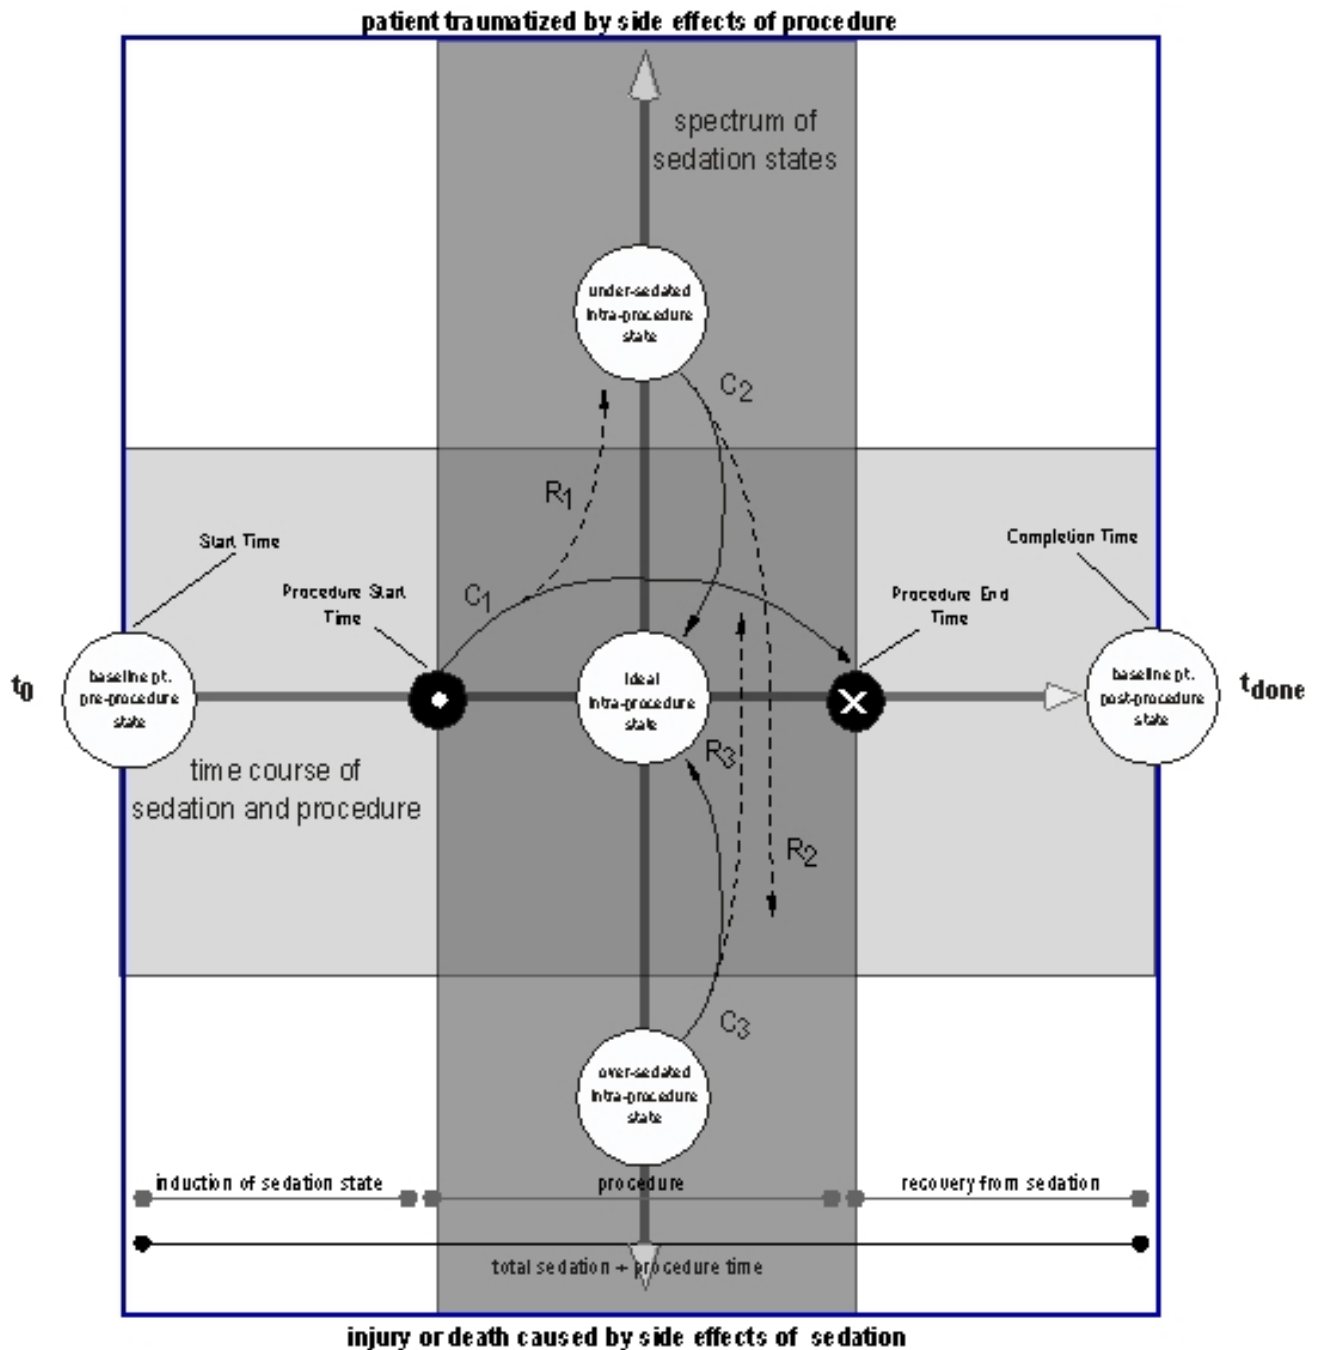 patient traumatized by side effects of procedure
spectrum of
sedation states
under-sedated
intra-procedure
state
C2
R1
Start Time
Completion Time
Procedure Start
Time
C1
Procedure End
Time
t0
baseline pt.
pre-procedure
state
ideal
intra-procedure
state
baseline pt.
post-procedure
state
tdone
R3
time course of
sedation and procedure
R2
C3
over-sedated
intra-procedure
state
induction of sedation state
procedure
recovery from sedation
total sedation + procedure time
injury or death caused by side effects of sedation